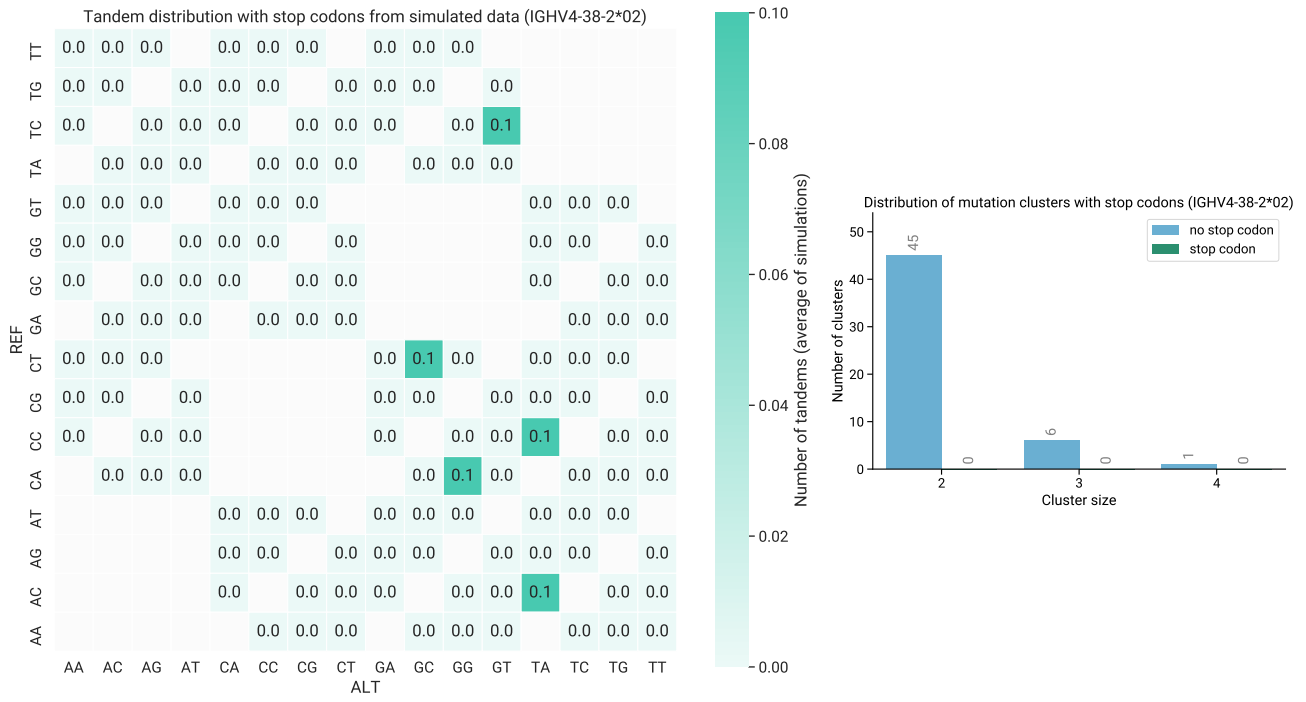 Tandem distribution with stop codons from simulated data (IGHV4-38-2*02)
TT 0.0 0.0 0.0 0.0 0.0 0.0 0.0 0.0 0.0
TG 0.0 0.0 0.0 0.0 0.0 0.0 0.0 0.0 0.0
TC 0.0 0.0 0.0 0.0 0.0 0.0 0.0 0.0 0.1
TA 0.0 0.0 0.0 0.0 0.0 0.0 0.0 0.0 0.0
GT 0.0 0.0 0.0 0.0 0.0 0.0 0.0 0.0 0.0
GG 0.0 0.0 0.0 0.0 0.0 0.0 0.0 0.0 0.0
GC 0.0 0.0 0.0 0.0 0.0 0.0 0.0 0.0 0.0
GA 0.0 0.0 0.0 0.0 0.0 0.0 0.0 0.0 0.0
CT 0.0 0.0 0.0 0.0 0.1 0.0 0.0 0.0 0.0
CG 0.0 0.0 0.0 0.0 0.0 0.0 0.0 0.0 0.0
CC 0.0 0.0 0.0 0.0 0.0 0.0 0.1 0.0 0.0
CA 0.0 0.0 0.0 0.0 0.1 0.0 0.0 0.0 0.0
AT 0.0 0.0 0.0 0.0 0.0 0.0 0.0 0.0 0.0
AG 0.0 0.0 0.0 0.0 0.0 0.0 0.0 0.0 0.0
AC 0.0 0.0 0.0 0.0 0.0 0.0 0.1 0.0 0.0
AA 0.0 0.0 0.0 0.0 0.0 0.0 0.0 0.0 0.0
REF
AA AC AG AT CA CC CG CT GA GC GG GT TA TC TG TT
ALT
0.10
0.08
0.06
0.04
0.02
0.00
Number of tandems (average of simulations)
Distribution of mutation clusters with stop codons (IGHV4-38-2*02)
no stop codon
stop codon
50
40
30
20
10
0
Number of clusters
45
0
6
0
1
0
2 3 4
Cluster size